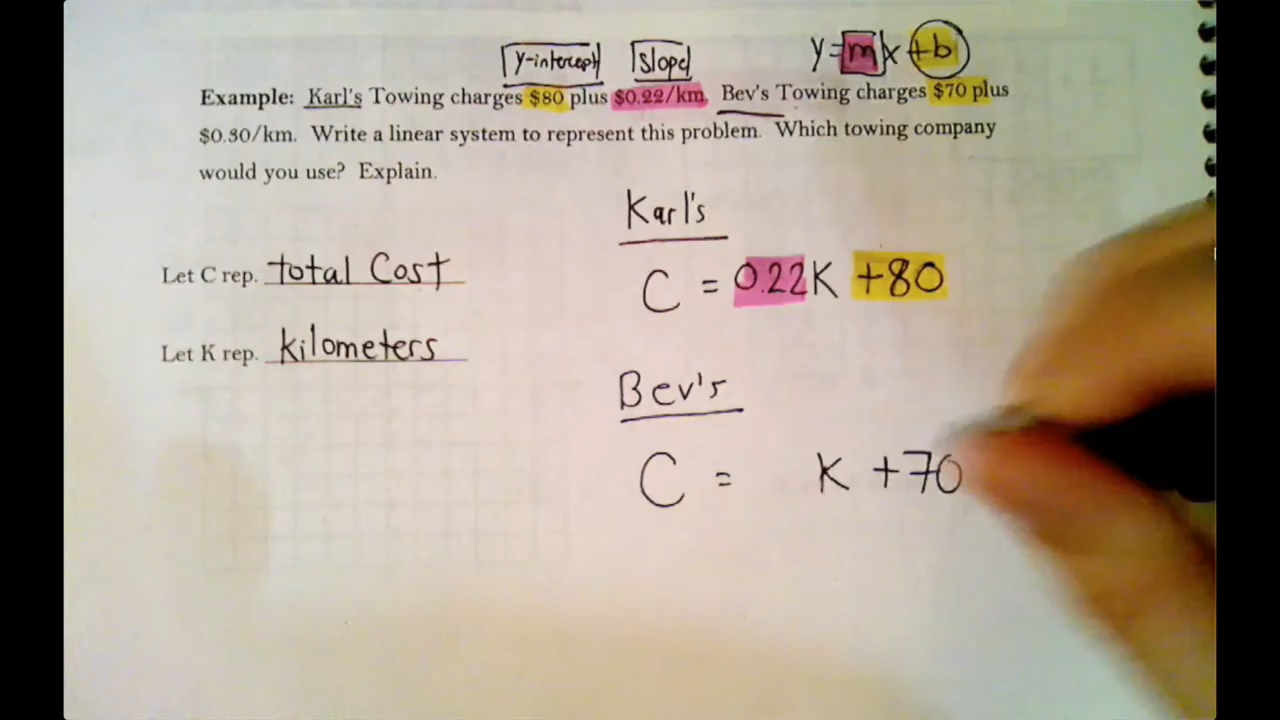 y-intercept slope y=mx+b
Example: Karl's Towing charges $80 plus $0.22/km. Bev's Towing charges $70 plus
$0.30/km. Write a linear system to represent this problem. Which towing company
would you use? Explain.
Karl's
Let C rep. total Cost
C = 0.22K +80
Let K rep. kilometers
Bev's
C = K +70